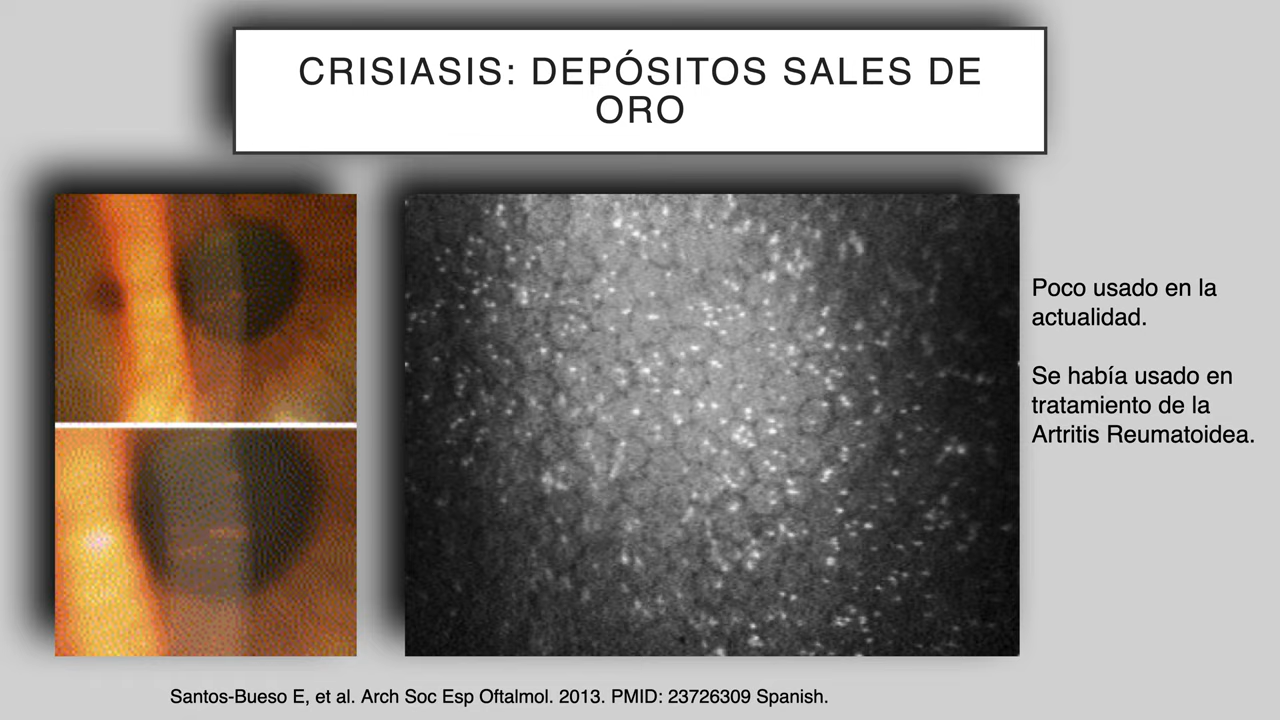 CRISIASIS: DEPÓSITOS SALES DE
ORO
Poco usado en la
actualidad.
Se había usado en
tratamiento de la
Artritis Reumatoidea.
Santos-Bueso E, et al. Arch Soc Esp Oftalmol. 2013. PMID: 23726309 Spanish.